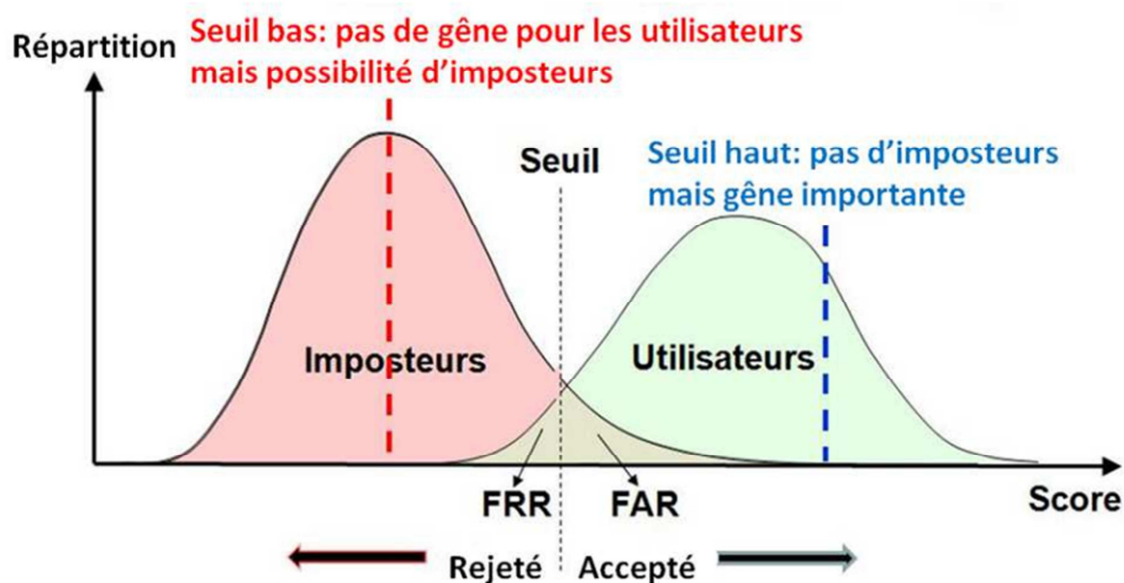 Répartition
Seuil bas: pas de gêne pour les utilisateurs
mais possibilité d'imposteurs
Seuil
Seuil haut: pas d'imposteurs
mais gêne importante
Imposteurs
Utilisateurs
FRR
FAR
Score
Rejeté
Accepté